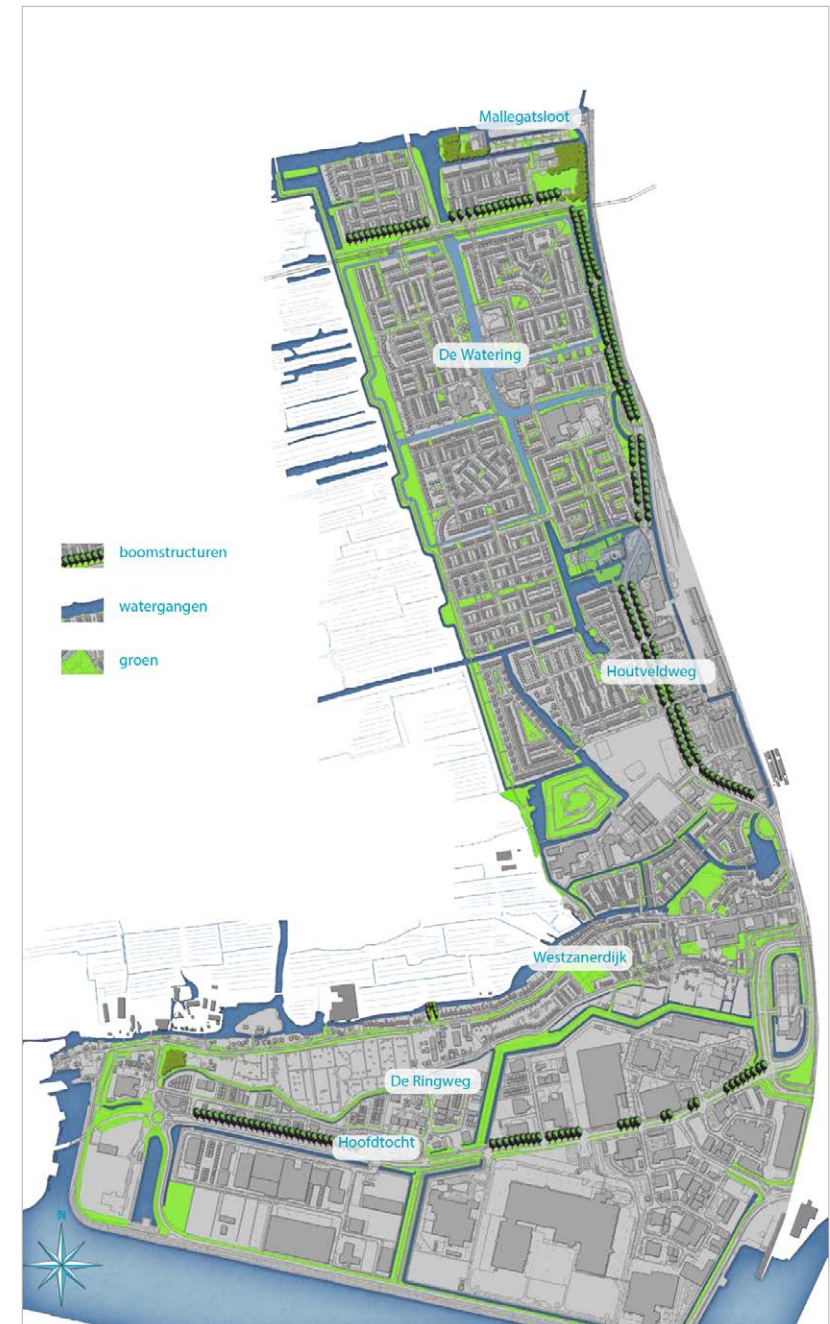 Mallegatsloot
De Watering
boomstructuren
watergangen
groen
Houtveldweg
Westzanerdijk
De Ringweg
Hoofdtocht
N